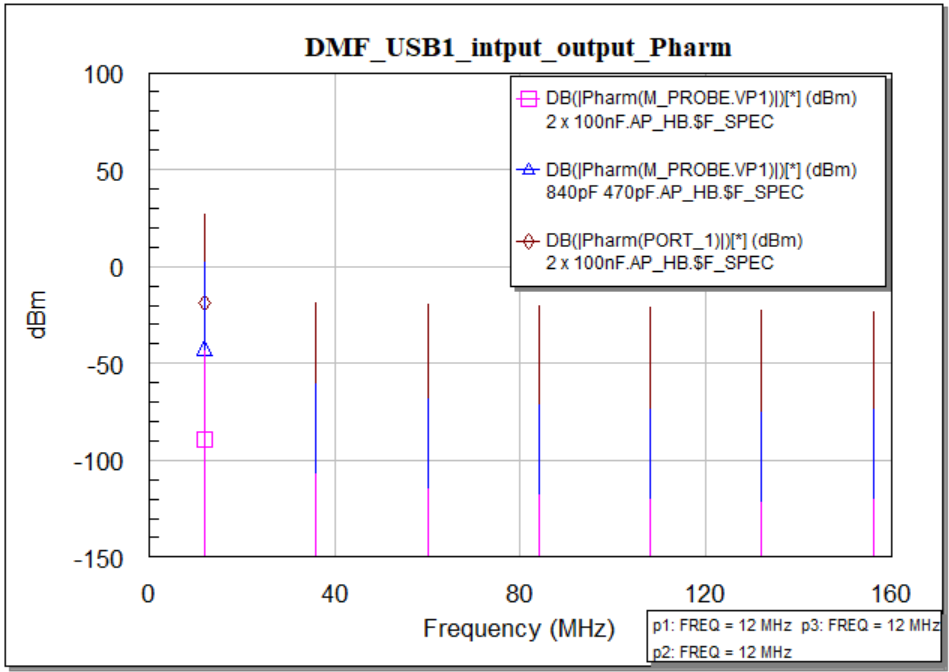 DMF_USB1_intput_output_Pharm
100
50
0
-50
-100
-150
dBm
DB(|Pharm(M_PROBE.VP1)|)[*] (dBm)
2 x 100nF.AP_HB.$F_SPEC
DB(|Pharm(M_PROBE.VP1)|)[*] (dBm)
840pF 470pF.AP_HB.$F_SPEC
DB(|Pharm(PORT_1)|)[*] (dBm)
2 x 100nF.AP_HB.$F_SPEC
0 40 80 120 160
Frequency (MHz)
p1: FREQ = 12 MHz p3: FREQ = 12 MHz
p2: FREQ = 12 MHz